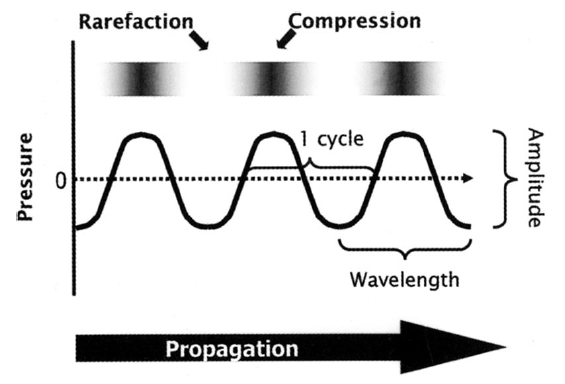 Rarefaction
Compression
1 cycle
Pressure
0
Amplitude
Wavelength
Propagation